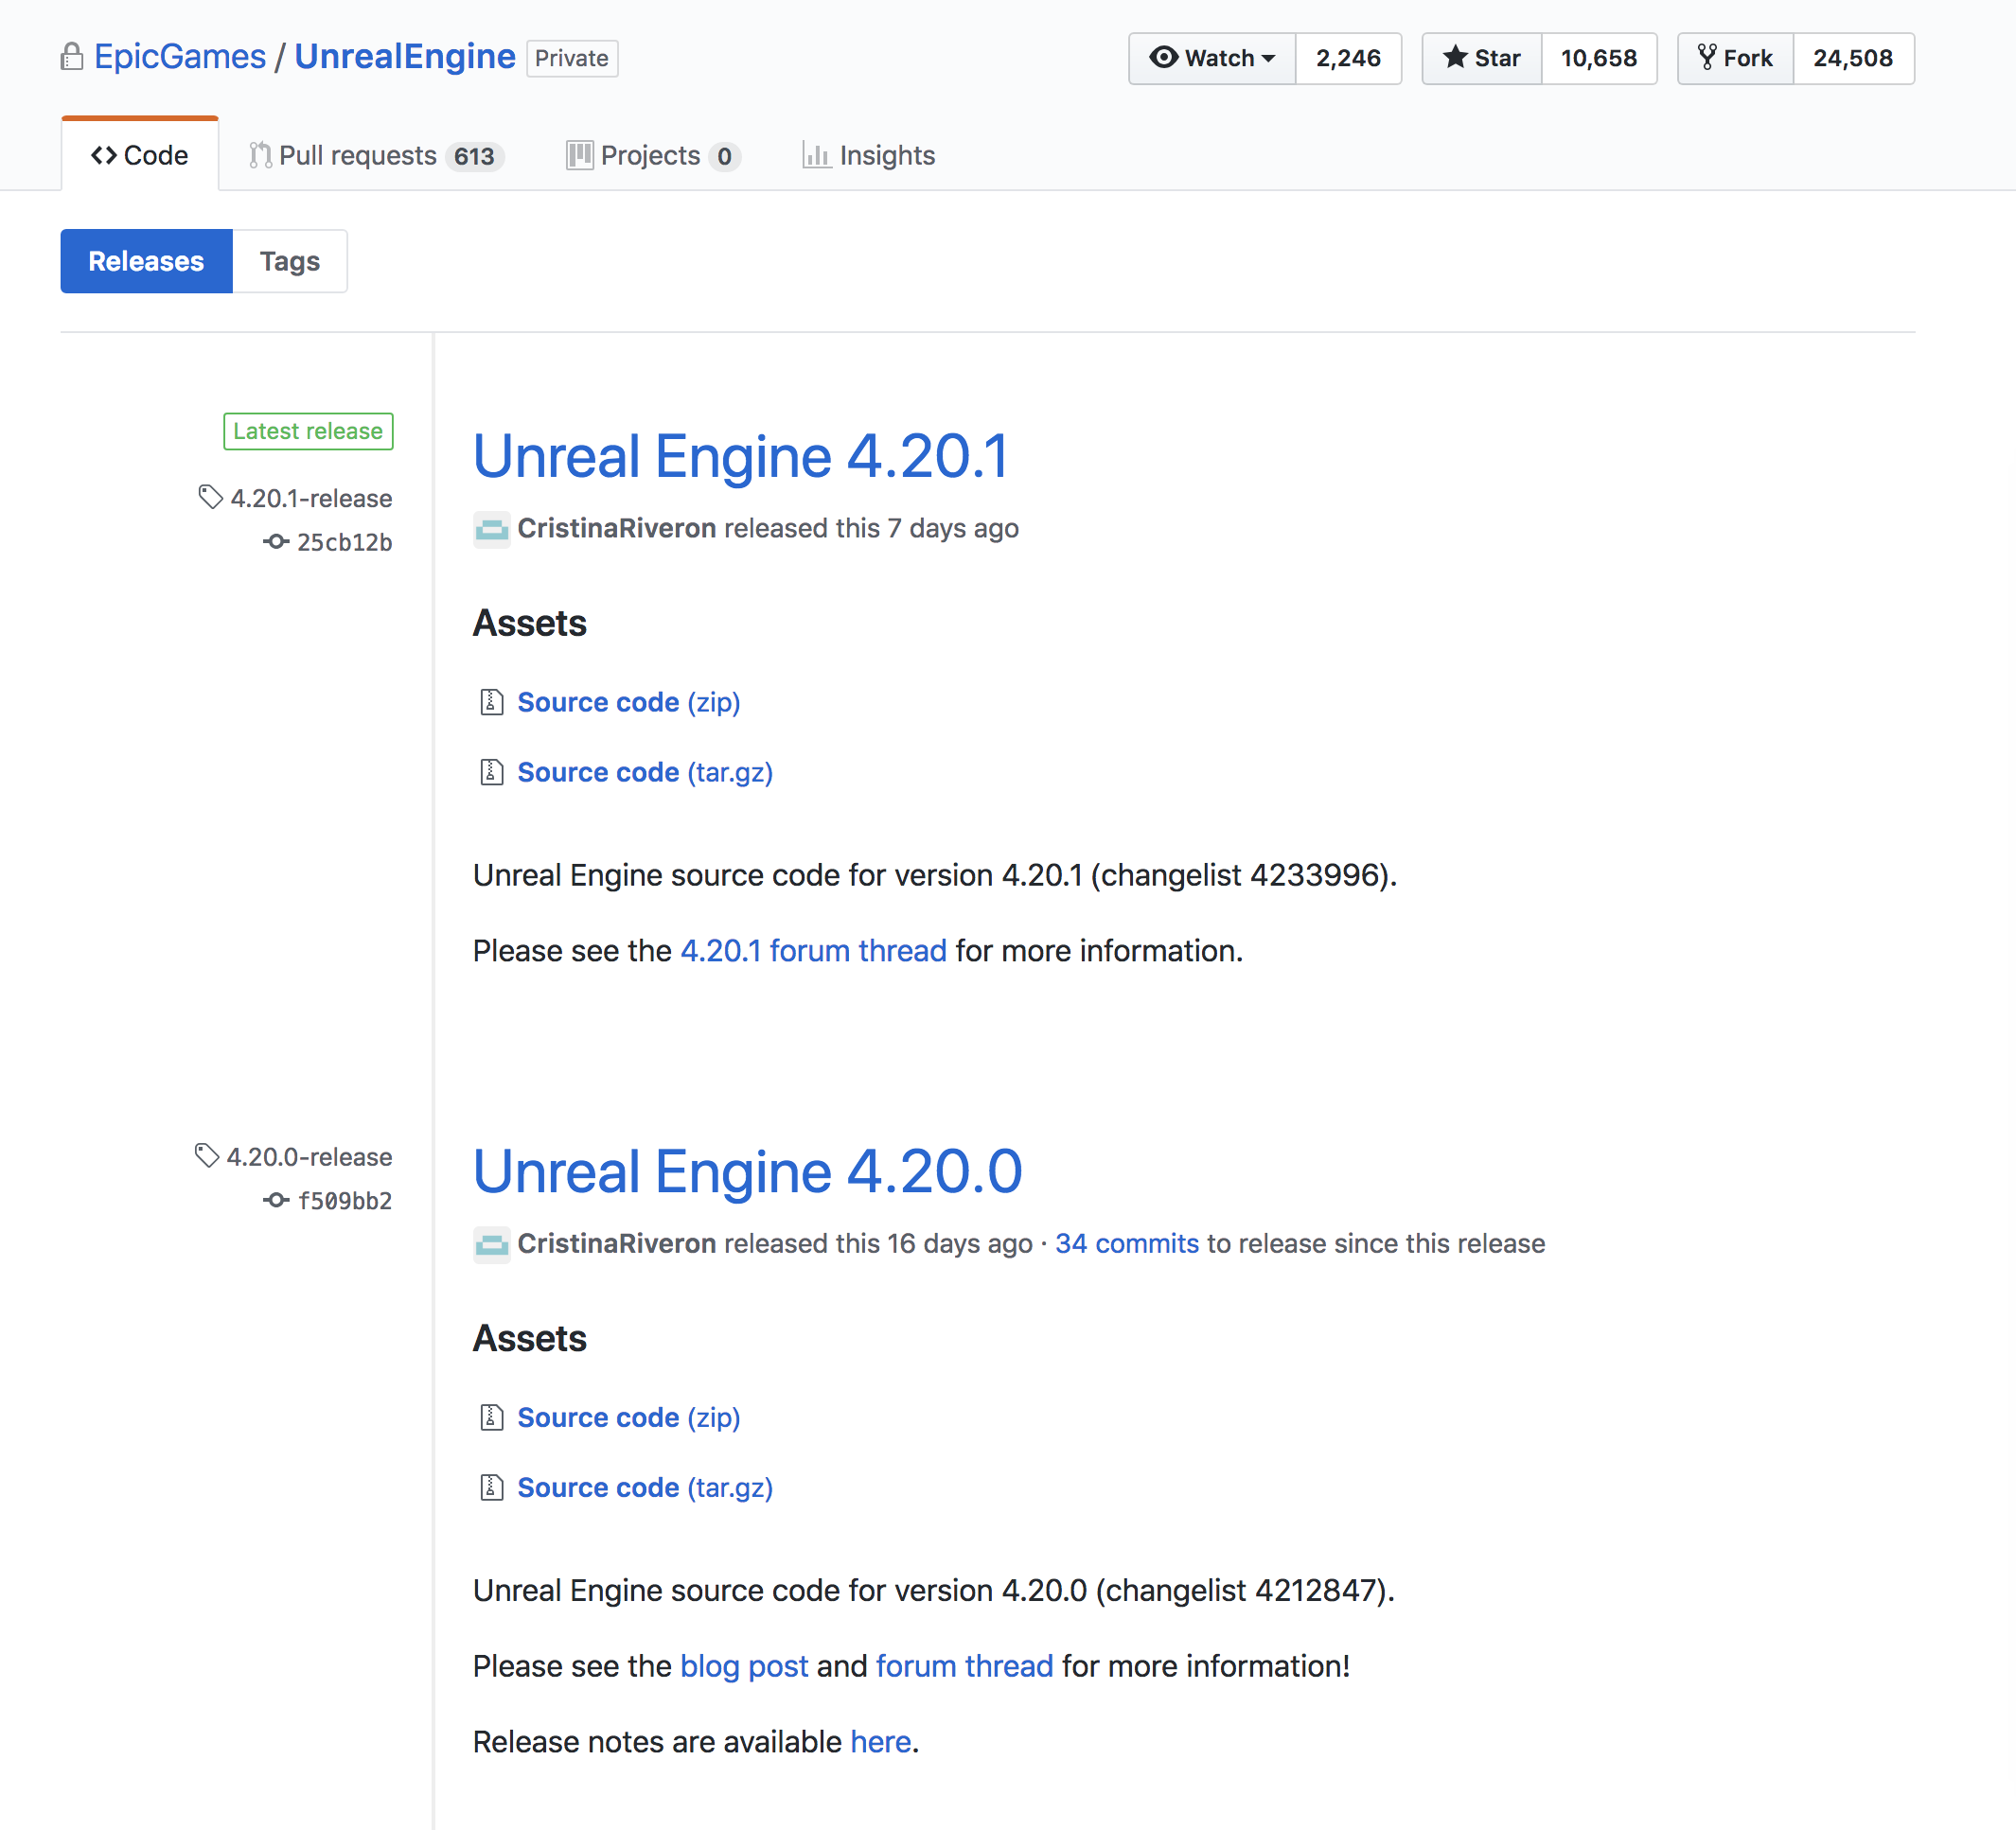 EpicGames / UnrealEngine Private
Watch 2,246 Star 10,658 Fork 24,508
Code Pull requests 613 Projects 0 Insights
Releases Tags
Latest release
4.20.1-release
25cb12b
Unreal Engine 4.20.1
CristinaRiveron released this 7 days ago
Assets
Source code (zip)
Source code (tar.gz)
Unreal Engine source code for version 4.20.1 (changelist 4233996).
Please see the 4.20.1 forum thread for more information.
4.20.0-release
f509bb2
Unreal Engine 4.20.0
CristinaRiveron released this 16 days ago · 34 commits to release since this release
Assets
Source code (zip)
Source code (tar.gz)
Unreal Engine source code for version 4.20.0 (changelist 4212847).
Please see the blog post and forum thread for more information!
Release notes are available here.